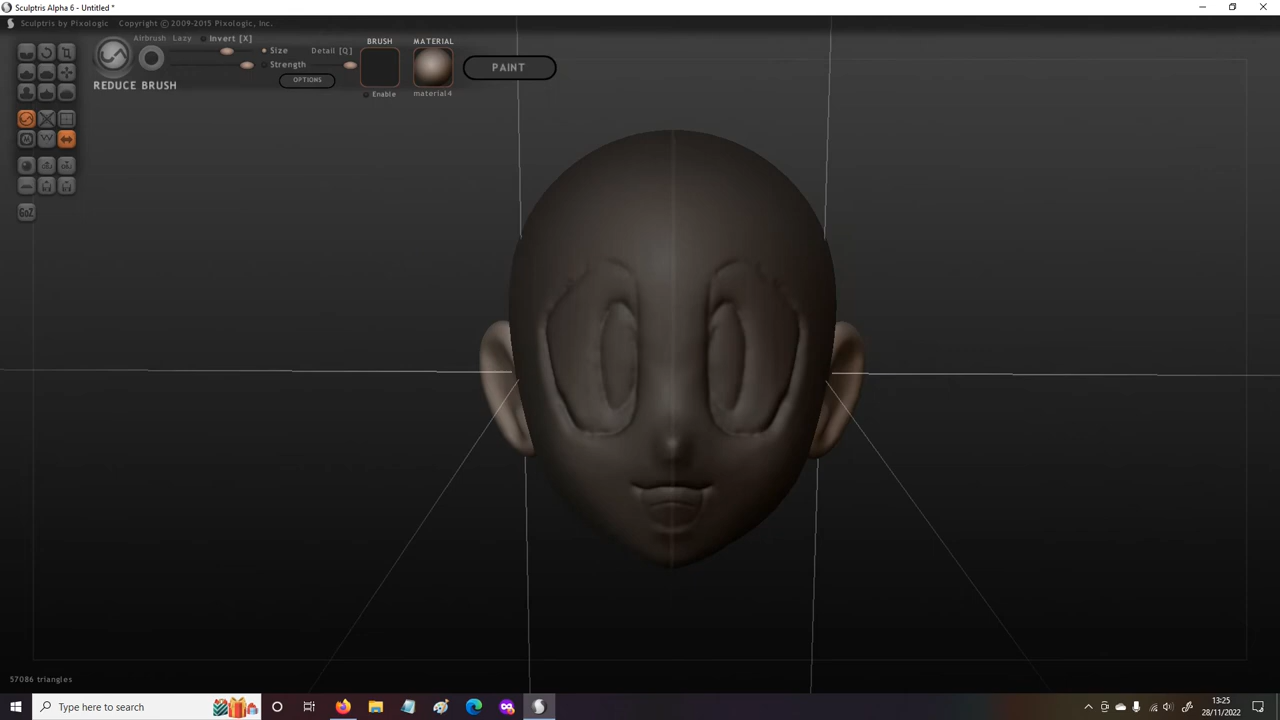 Sculptris Alpha 6 - Untitled *
Sculptris by Pixologic Copyright © 2009-2015 Pixologic, Inc.
Airbrush Lazy Invert [X]
Size Detail [Q]
Strength
OPTIONS
REDUCE BRUSH
BRUSH
Enable
MATERIAL
material4
PAINT
GoZ
57086 triangles
Type here to search
13:25
28/11/2022